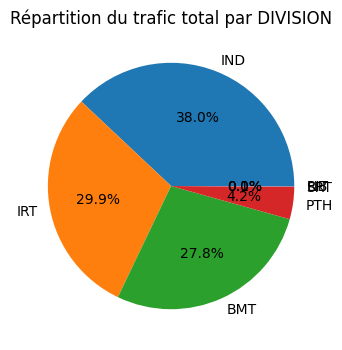 Répartition du trafic total par DIVISION
IND
38.0%
IRT
29.9%
4.2%
PTH
27.8%
BMT